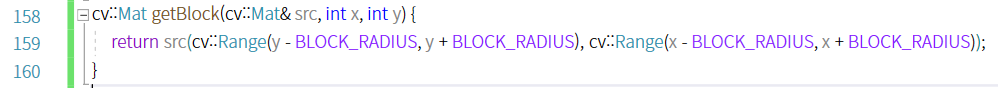 158 cv::Mat getBlock(cv::Mat& src, int x, int y) {
159 return src(cv::Range(y - BLOCK_RADIUS, y + BLOCK_RADIUS), cv::Range(x - BLOCK_RADIUS, x + BLOCK_RADIUS));
160 }